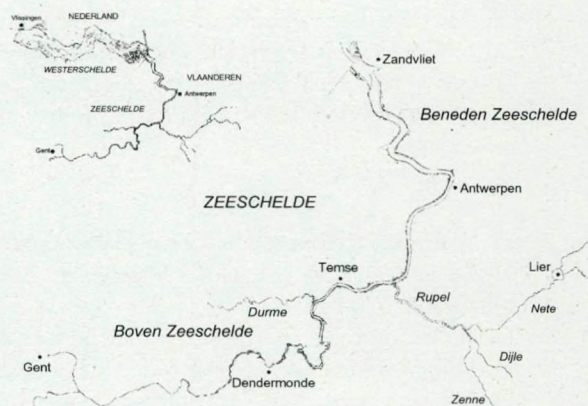 Vlissingen
NEDERLAND
WESTERSCHELDE
VLAANDEREN
Antwerpen
ZEESCHELDE
Gent
Zandvliet
Beneden Zeeschelde
Antwerpen
ZEESCHELDE
Temse
Lier
Rupel
Nete
Durme
Boven Zeeschelde
Dijle
Gent
Dendermonde
Zenne